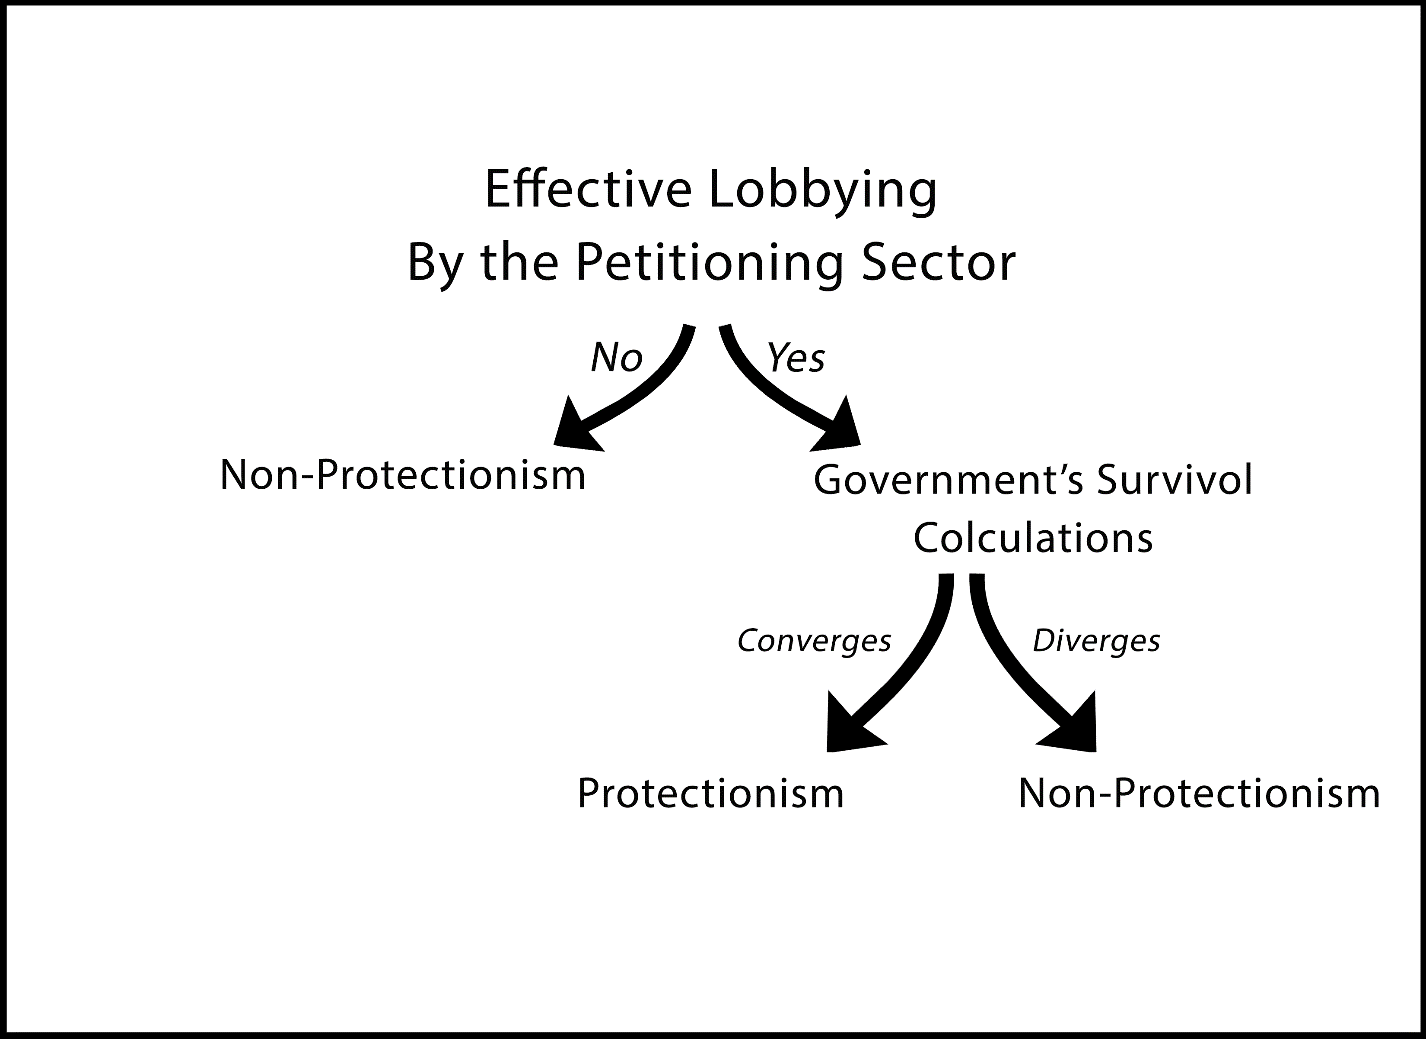 Effective Lobbying
By the Petitioning Sector
No
Yes
Non-Protectionism
Government's Survivol
Colculations
Converges
Diverges
Protectionism
Non-Protectionism